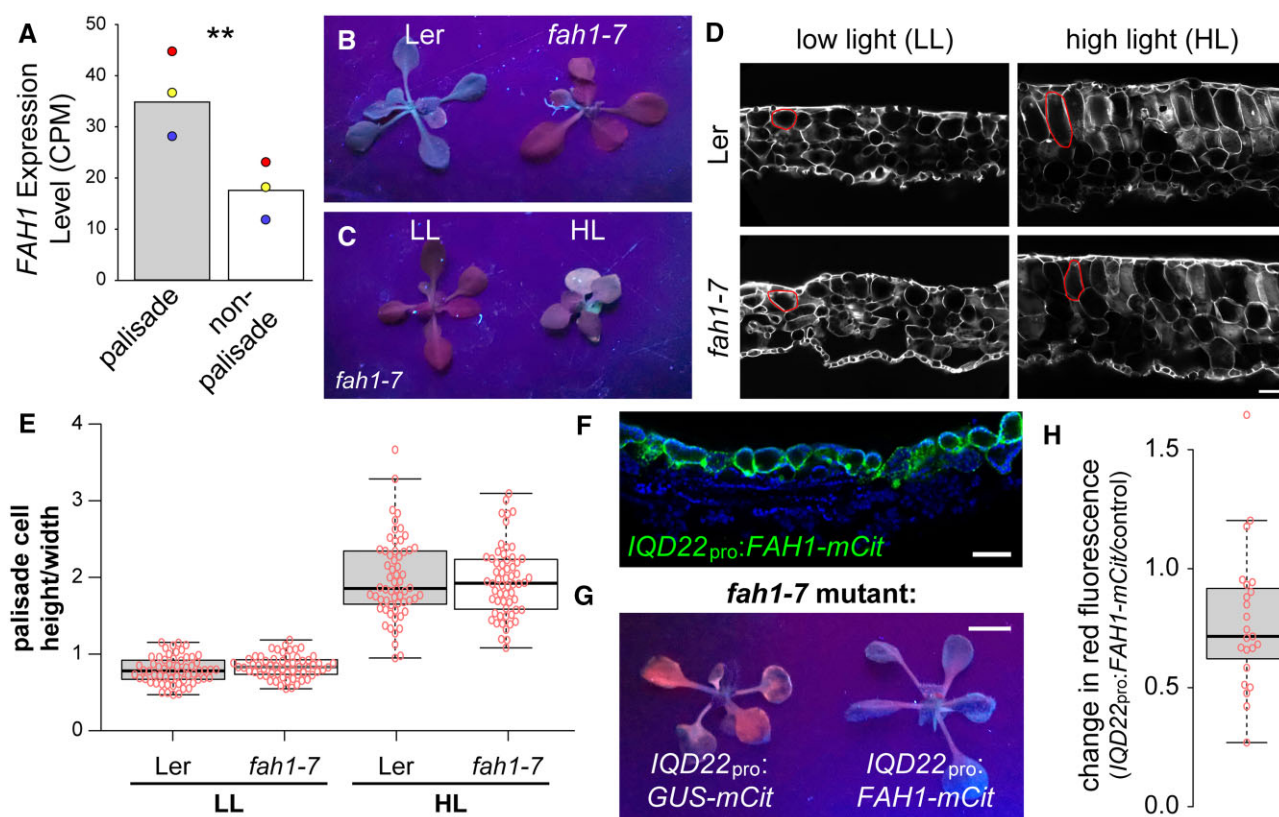 A
FAH1 Expression
Level (CPM)
50
40
30
20
10
0
**
palisade
non-
palisade
B
Ler
fah1-7
C
LL
HL
fah1-7
D
low light (LL)
high light (HL)
Ler
fah1-7
E
palisade cell
height/width
4
3
2
1
0
Ler
fah1-7
Ler
fah1-7
LL
HL
F
IQD22pro:FAH1-mCit
G
fah1-7 mutant:
IQD22pro:
GUS-mCit
IQD22pro:
FAH1-mCit
H
change in red fluorescence
(IQD22pro:FAH1-mCit/control)
1.5
1.0
0.5
0.0